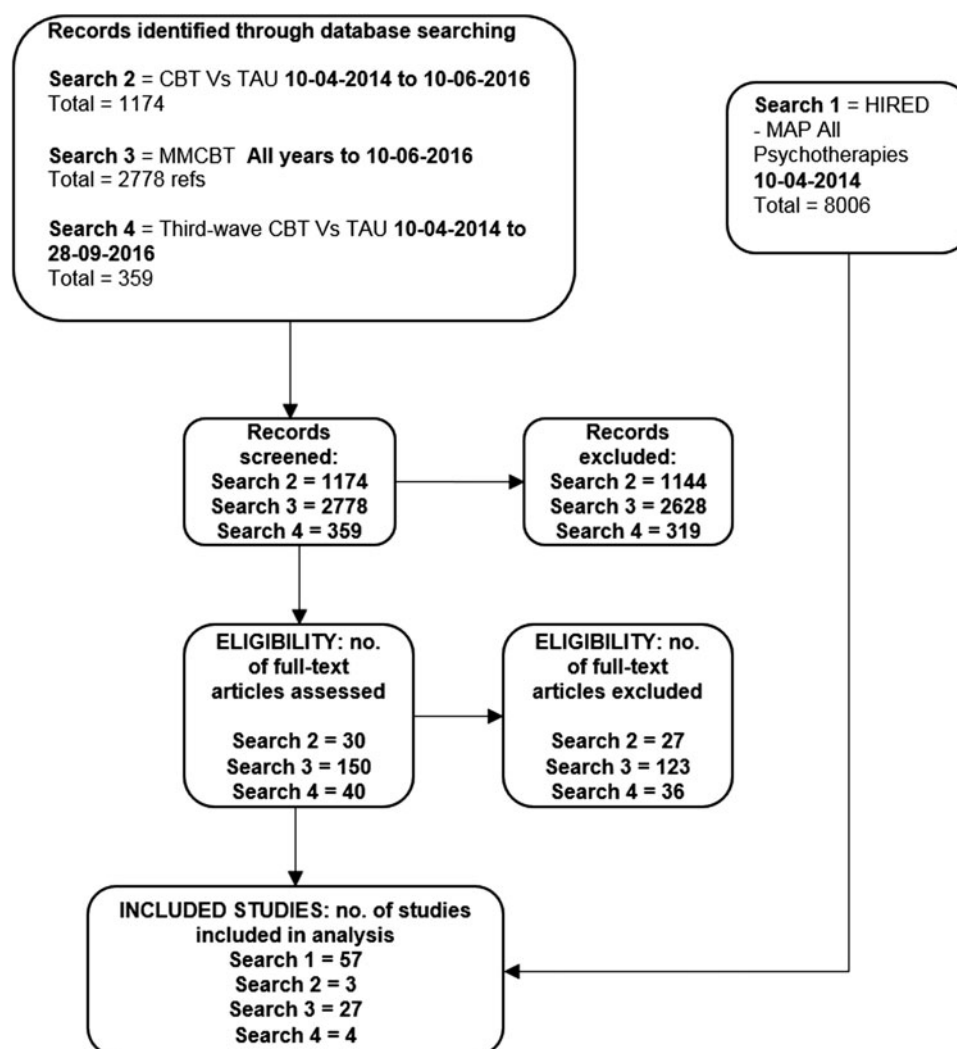 Records identified through database searching
Search 2 = CBT Vs TAU 10-04-2014 to 10-06-2016
Total = 1174
Search 3 = MMCBT All years to 10-06-2016
Total = 2778 refs
Search 4 = Third-wave CBT Vs TAU 10-04-2014 to
28-09-2016
Total = 359
Search 1 = HIRED
- MAP All
Psychotherapies
10-04-2014
Total = 8006
Records
screened:
Search 2 = 1174
Search 3 = 2778
Search 4 = 359
Records
excluded:
Search 2 = 1144
Search 3 = 2628
Search 4 = 319
ELIGIBILITY: no.
of full-text
articles assessed
Search 2 = 30
Search 3 = 150
Search 4 = 40
ELIGIBILITY: no.
of full-text
articles excluded
Search 2 = 27
Search 3 = 123
Search 4 = 36
INCLUDED STUDIES: no. of studies
included in analysis
Search 1 = 57
Search 2 = 3
Search 3 = 27
Search 4 = 4